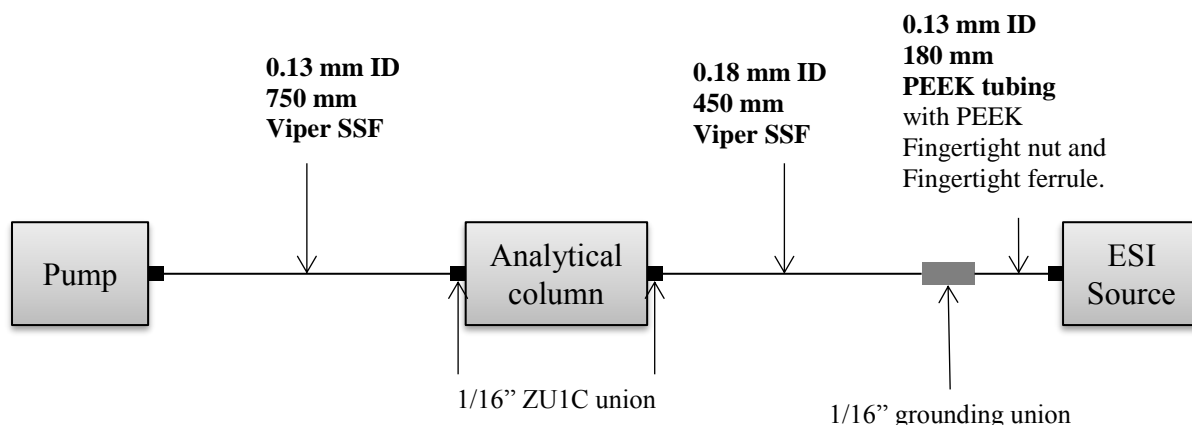 0.13 mm ID
750 mm
Viper SSF
0.18 mm ID
450 mm
Viper SSF
0.13 mm ID
180 mm
PEEK tubing
with PEEK
Fingertight nut and
Fingertight ferrule.
Pump
Analytical
column
ESI
Source
1/16” ZU1C union
1/16” grounding union